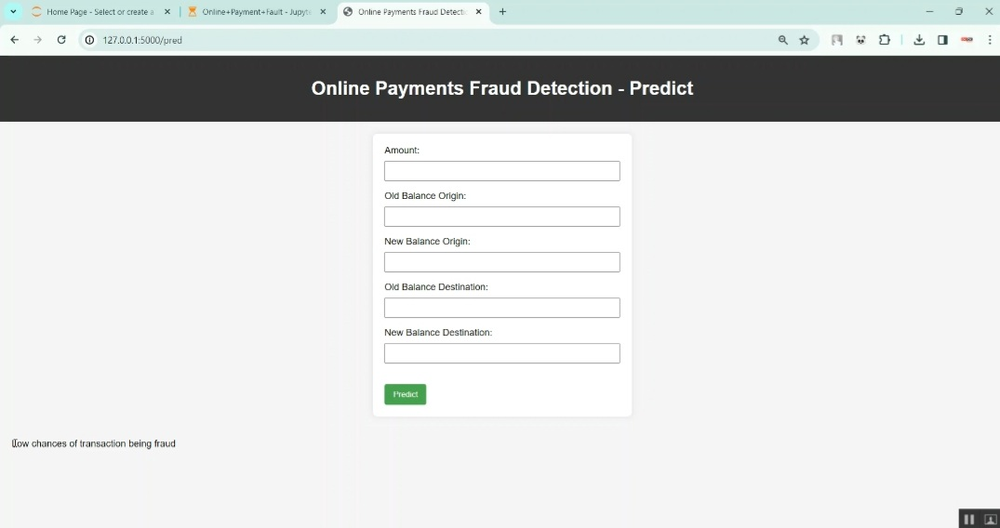 Home Page - Select or create a
Online+Payment+Fault - Jupyte
Online Payments Fraud Detecti
127.0.0.1:5000/pred
Online Payments Fraud Detection - Predict
Amount:
Old Balance Origin:
New Balance Origin:
Old Balance Destination:
New Balance Destination:
Predict
Low chances of transaction being fraud